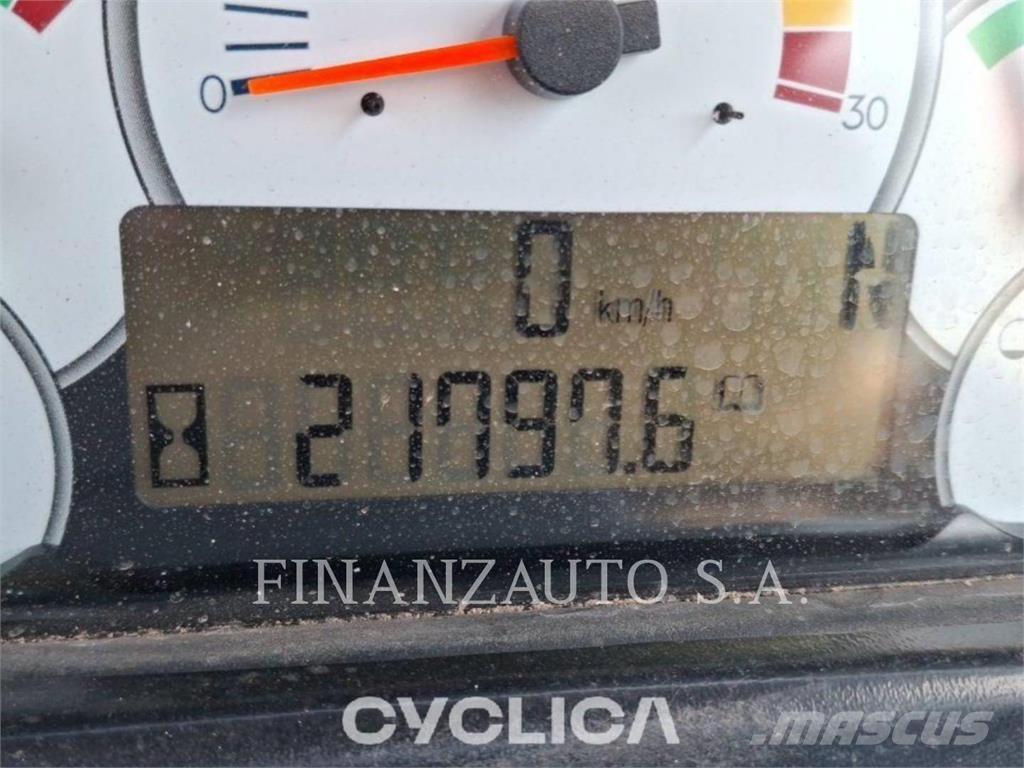 0 30
0 km/h N
21797.6
FINANZAUTO S.A.
CYCLICA
mascus